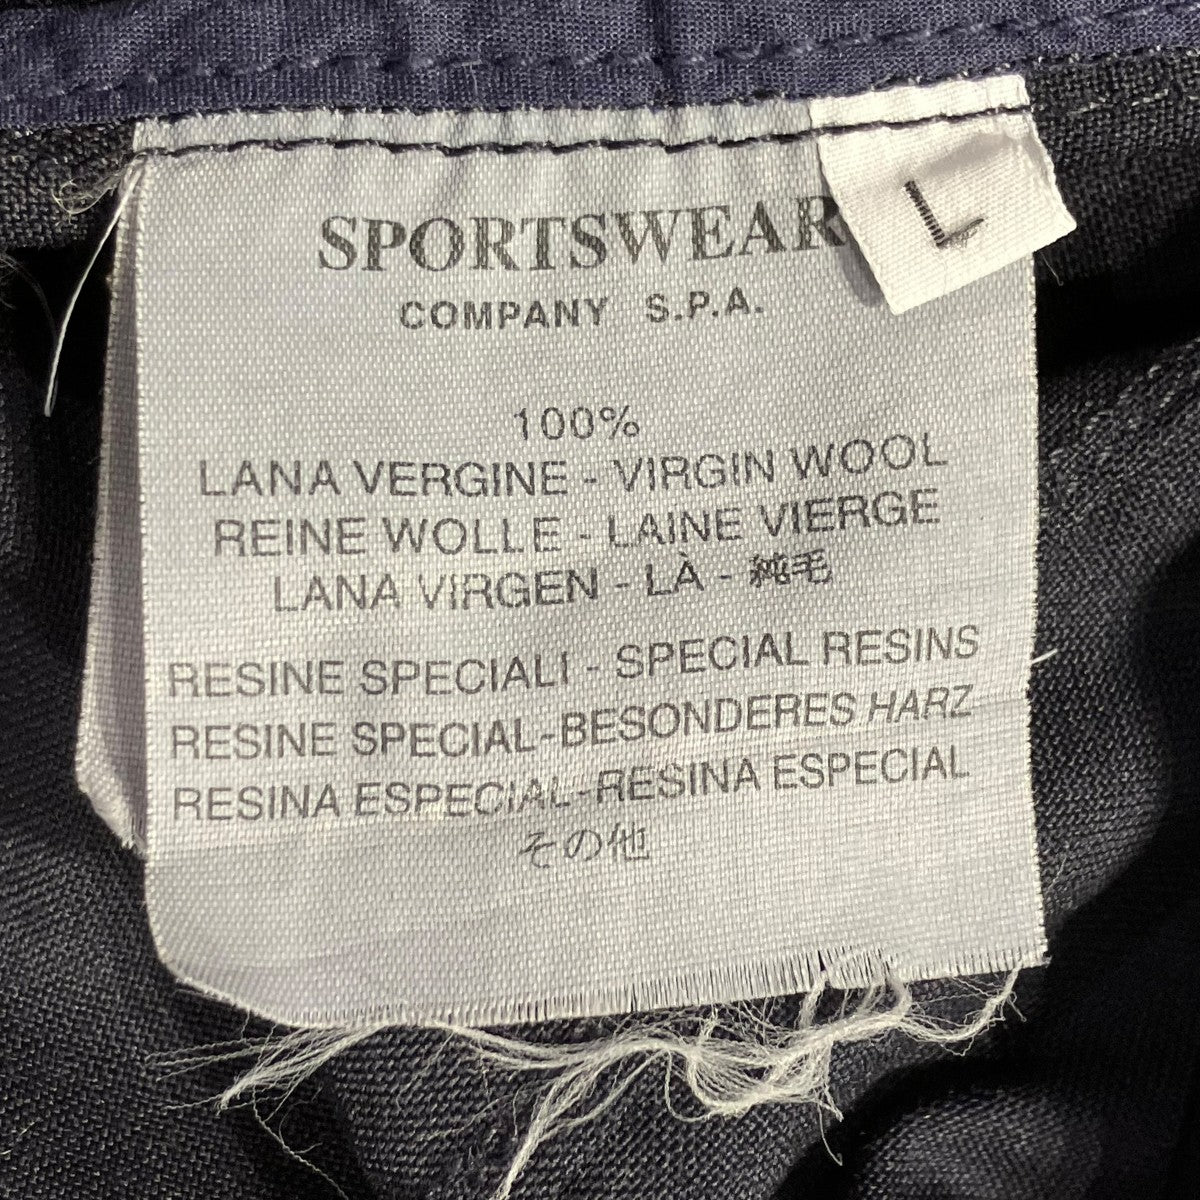 L
SPORTSWEAR
COMPANY S.P.A.
100%
LANA VERGINE - VIRGIN WOOL
REINE WOLLE - LAINE VIERGE
LANA VIRGEN - LÀ - 純毛
RESINE SPECIALI - SPECIAL RESINS
RESINE SPECIAL-BESONDERES HARZ
RESINA ESPECIAL-RESINA ESPECIAL
その他